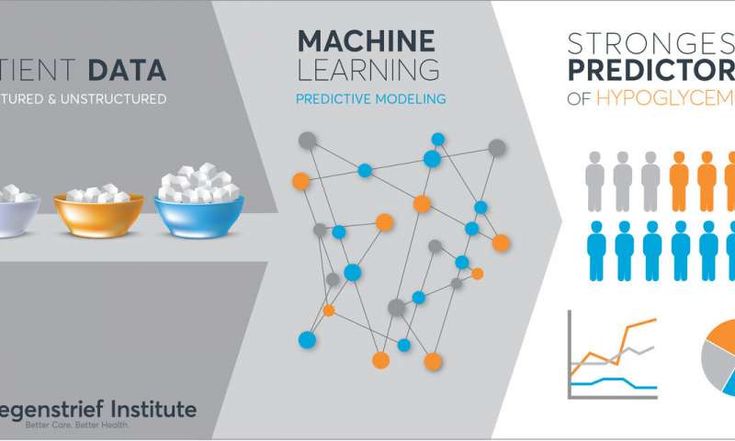 TIENT DATA
TURED & UNSTRUCTURED
MACHINE
LEARNING
PREDICTIVE MODELING
STRONGES
PREDICTOR
OF HYPOGLYCEM
egenstrief Institute
Better Care. Better Health.